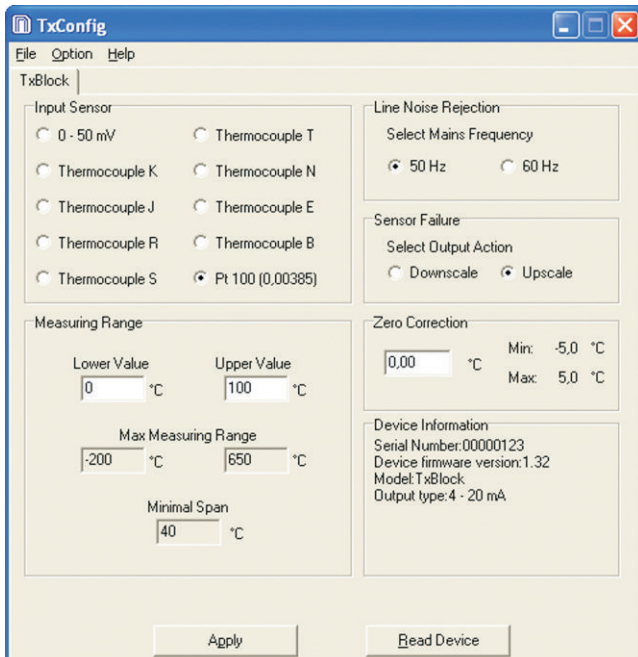 TxConfig
File Option Help
TxBlock
Input Sensor
0 - 50 mV Thermocouple T
Thermocouple K Thermocouple N
Thermocouple J Thermocouple E
Thermocouple R Thermocouple B
Thermocouple S Pt 100 (0,00385)
Line Noise Rejection
Select Mains Frequency
50 Hz 60 Hz
Sensor Failure
Select Output Action
Downscale Upscale
Measuring Range
Lower Value Upper Value
0 °C 100 °C
Max Measuring Range
-200 °C 650 °C
Minimal Span
40 °C
Zero Correction
0,00 °C
Min: -5,0 °C
Max: 5,0 °C
Device Information
Serial Number:00000123
Device firmware version:1.32
Model:TxBlock
Output type:4 - 20 mA
Apply Read Device